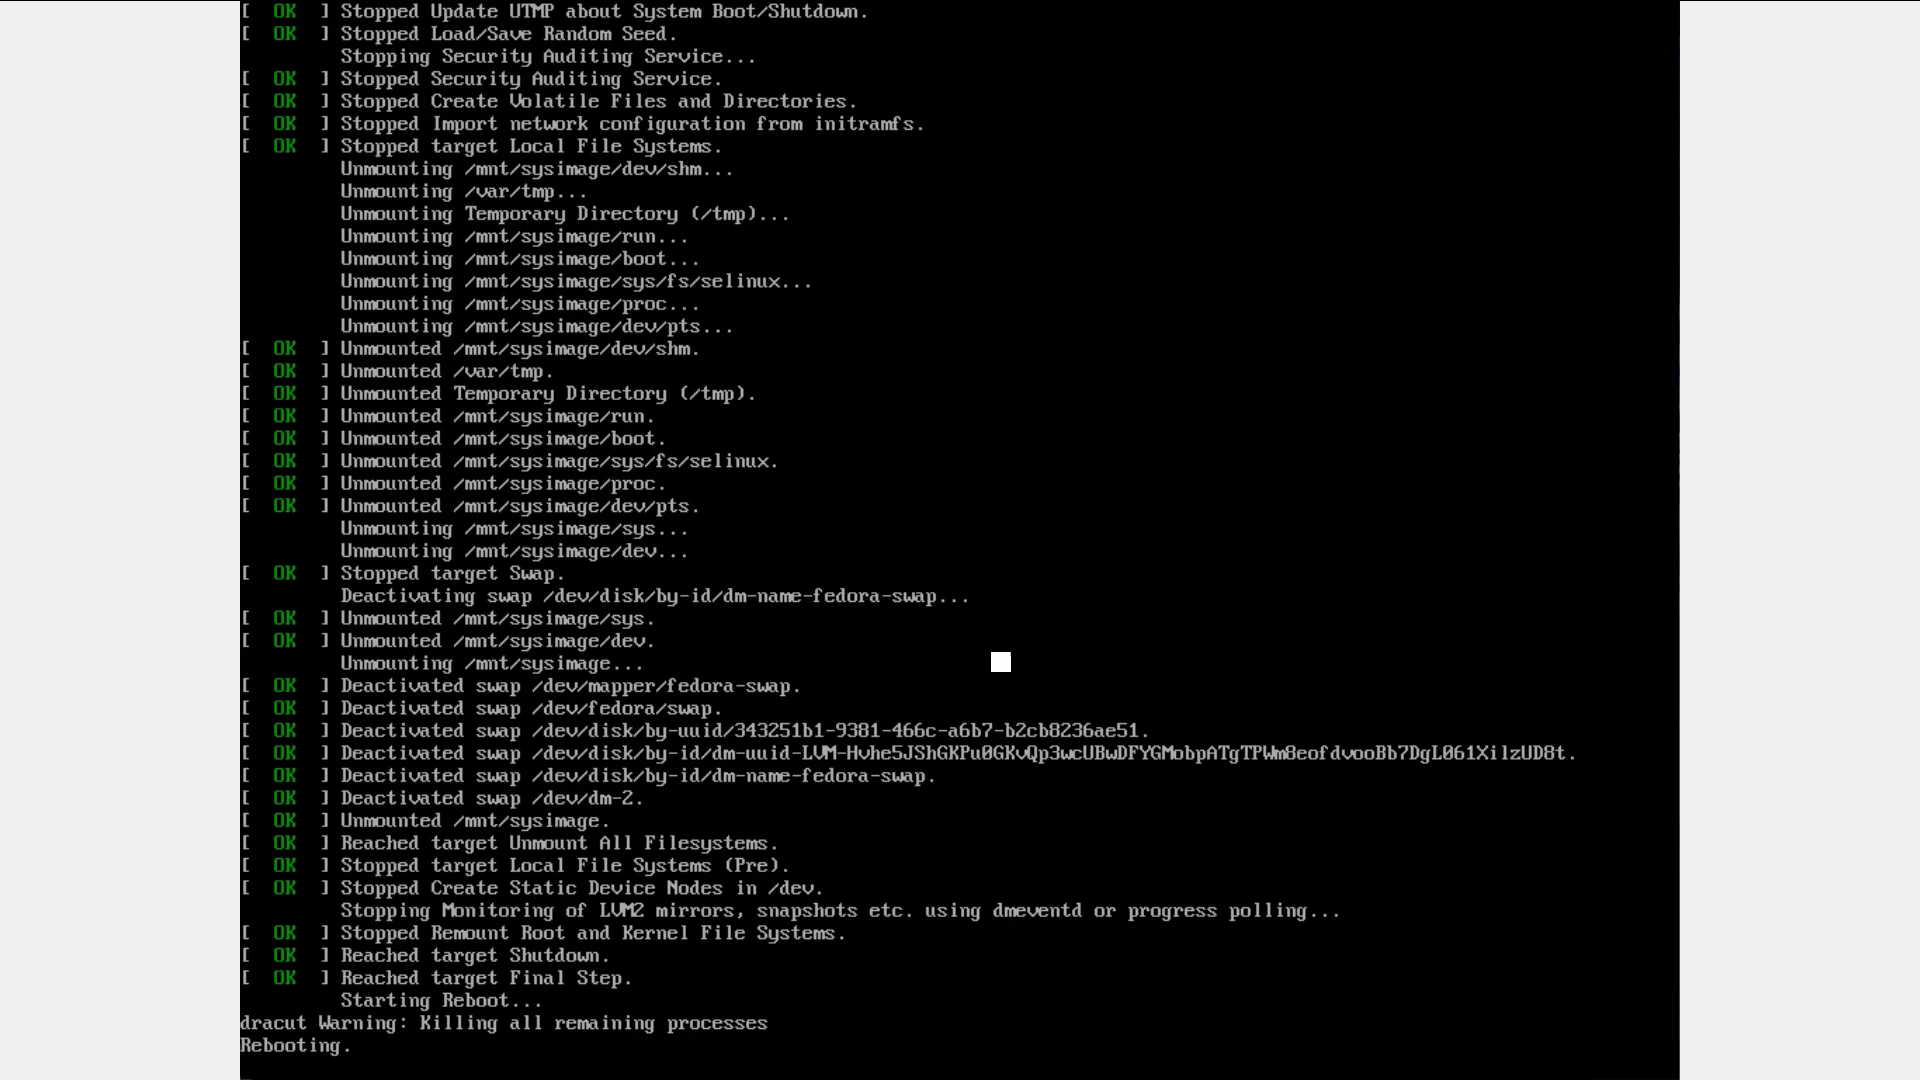 [  OK  ] Stopped Update UTMP about System Boot/Shutdown.
[  OK  ] Stopped Load/Save Random Seed.
Stopping Security Auditing Service...
[  OK  ] Stopped Security Auditing Service.
[  OK  ] Stopped Create Volatile Files and Directories.
[  OK  ] Stopped Import network configuration from initramfs.
[  OK  ] Stopped target Local File Systems.
Unmounting /mnt/sysimage/dev/shm...
Unmounting /var/tmp...
Unmounting Temporary Directory (/tmp)...
Unmounting /mnt/sysimage/run...
Unmounting /mnt/sysimage/boot...
Unmounting /mnt/sysimage/sys/fs/selinux...
Unmounting /mnt/sysimage/proc...
Unmounting /mnt/sysimage/dev/pts...
[  OK  ] Unmounted /mnt/sysimage/dev/shm.
[  OK  ] Unmounted /var/tmp.
[  OK  ] Unmounted Temporary Directory (/tmp).
[  OK  ] Unmounted /mnt/sysimage/run.
[  OK  ] Unmounted /mnt/sysimage/boot.
[  OK  ] Unmounted /mnt/sysimage/sys/fs/selinux.
[  OK  ] Unmounted /mnt/sysimage/proc.
[  OK  ] Unmounted /mnt/sysimage/dev/pts.
Unmounting /mnt/sysimage/sys...
Unmounting /mnt/sysimage/dev...
[  OK  ] Stopped target Swap.
Deactivating swap /dev/disk/by-id/dm-name-fedora-swap...
[  OK  ] Unmounted /mnt/sysimage/sys.
[  OK  ] Unmounted /mnt/sysimage/dev.
Unmounting /mnt/sysimage...
[  OK  ] Deactivated swap /dev/mapper/fedora-swap.
[  OK  ] Deactivated swap /dev/fedora/swap.
[  OK  ] Deactivated swap /dev/disk/by-uuid/343251b1-9381-466c-a6b7-b2cb8236ae51.
[  OK  ] Deactivated swap /dev/disk/by-id/dm-uuid-LVM-Hvhe5JShGKPu0GKvQp3wcUBwDFYGMobpATgTPWm8eofdvooBb7DgL061XilzUD8t.
[  OK  ] Deactivated swap /dev/disk/by-id/dm-name-fedora-swap.
[  OK  ] Deactivated swap /dev/dm-2.
[  OK  ] Unmounted /mnt/sysimage.
[  OK  ] Reached target Unmount All Filesystems.
[  OK  ] Stopped target Local File Systems (Pre).
[  OK  ] Stopped Create Static Device Nodes in /dev.
Stopping Monitoring of LVM2 mirrors, snapshots etc. using dmeventd or progress polling...
[  OK  ] Stopped Remount Root and Kernel File Systems.
[  OK  ] Reached target Shutdown.
[  OK  ] Reached target Final Step.
Starting Reboot...
dracut Warning: Killing all remaining processes
Rebooting.